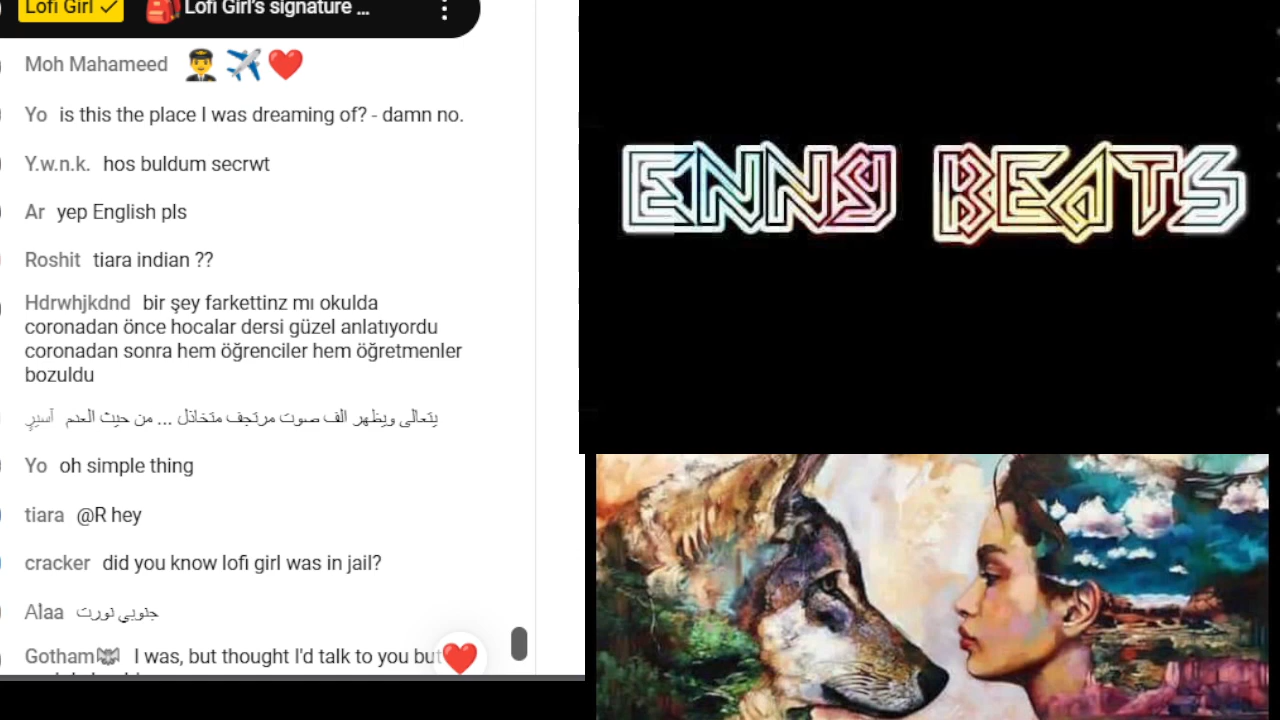 Lofi Girl ✓ Lofi Girl's signature ...
Moh Mahameed 👨‍✈️ ✈️ ❤️
Yo is this the place I was dreaming of? - damn no.
Y.w.n.k. hos buldum secrwt
Ar yep English pls
Roshit tiara indian ??
Hdrwhjkdnd bir şey farkettinz mı okulda
coronadan önce hocalar dersi güzel anlatıyordu
coronadan sonra hem öğrenciler hem öğretmenler
bozuldu
آسيرٍ يتعالى ويظهر الف صوت مرتجف متخاذل ... من حيث العدم
Yo oh simple thing
tiara @R hey
cracker did you know lofi girl was in jail?
Alaa جنوبي نورت
Gotham I was, but thought I'd talk to you but
ENNY BEATS